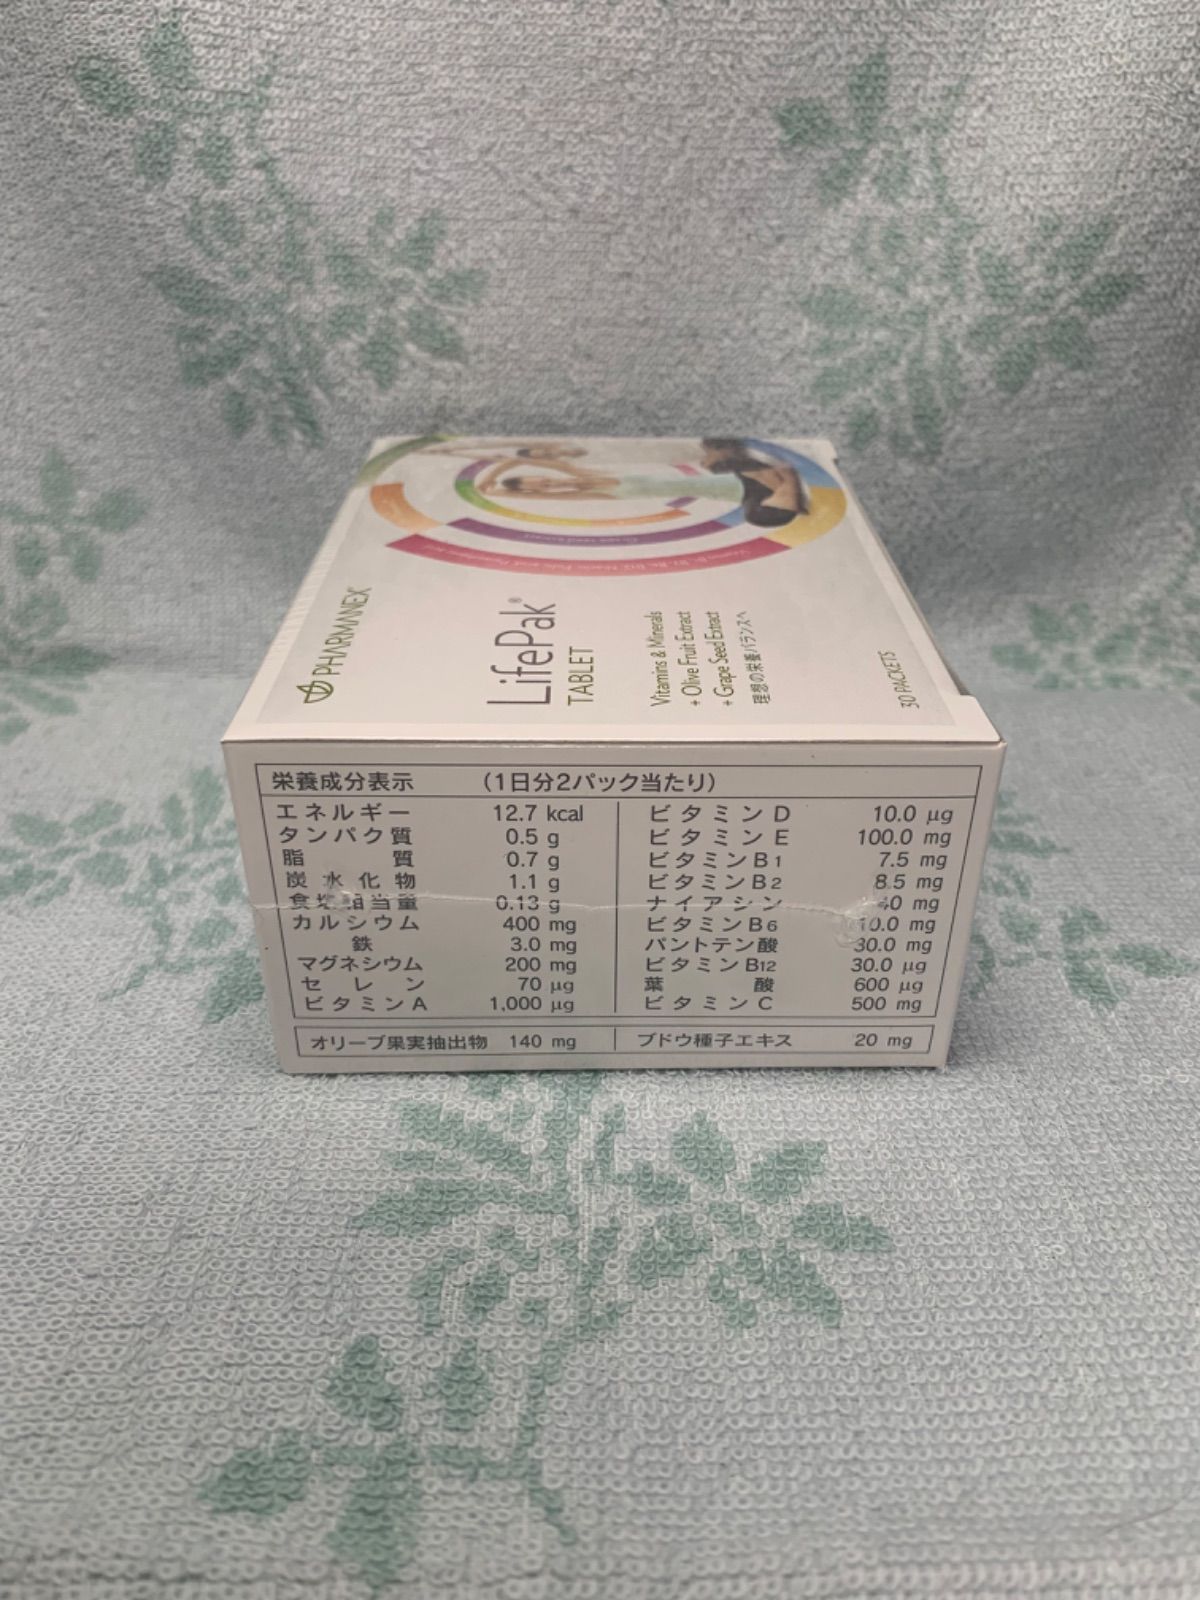 PHARMANEX
LifePak®
TABLET
Vitamins & Minerals
+ Olive Fruit Extract
+ Grape Seed Extract
理想の栄養バランスへ
30 PACKETS
栄養成分表示 (1日分2パック当たり)
エネルギー 12.7 kcal
タンパク質 0.5 g
脂質 0.7 g
炭水化物 1.1 g
食塩相当量 0.13 g
カルシウム 400 mg
鉄 3.0 mg
マグネシウム 200 mg
セレン 70 µg
ビタミンA 1,000 µg
ビタミンD 10.0 µg
ビタミンE 100.0 mg
ビタミンB1 7.5 mg
ビタミンB2 8.5 mg
ナイアシン 40 mg
ビタミンB6 10.0 mg
パントテン酸 30.0 mg
ビタミンB12 30.0 µg
葉酸 600 µg
ビタミンC 500 mg
オリーブ果実抽出物 140 mg
ブドウ種子エキス 20 mg